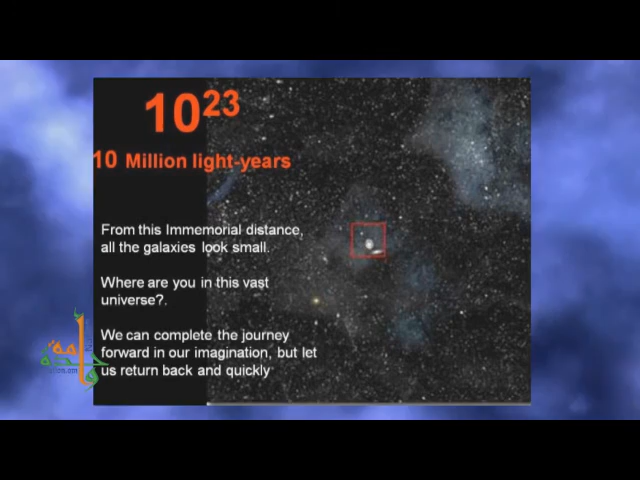 10²³
10 Million light-years
From this Immemorial distance,
all the galaxies look small.
Where are you in this vast
universe?.
We can complete the journey
forward in our imagination, but let
us return back and quickly